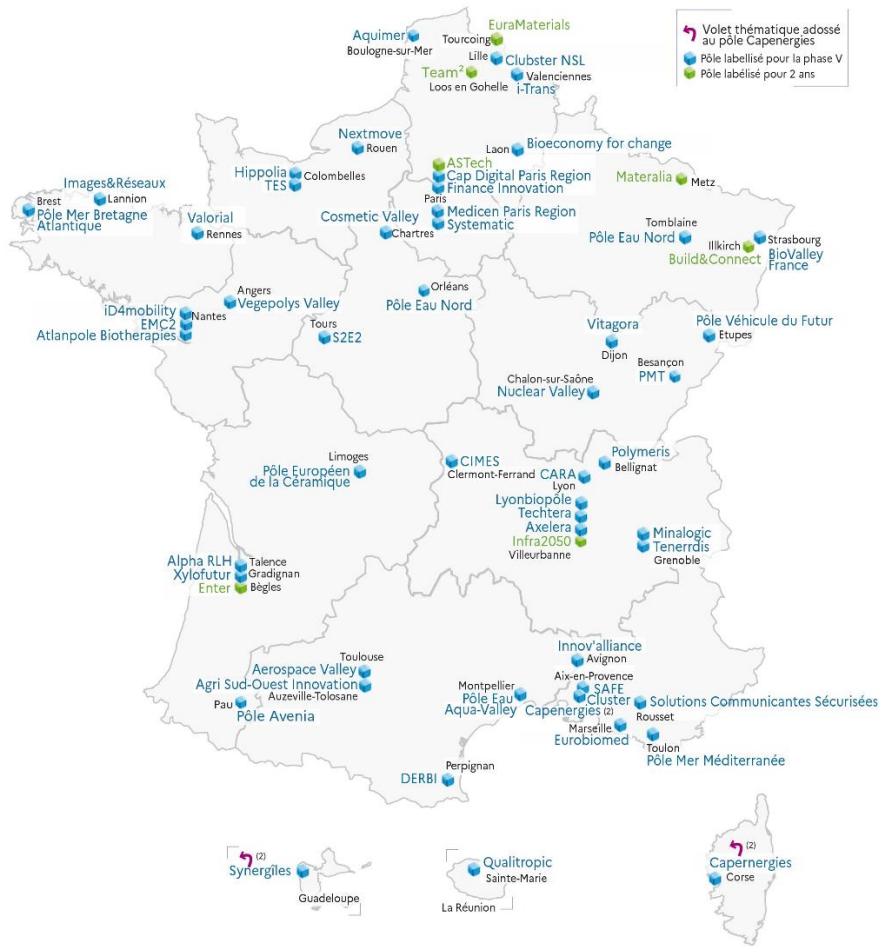 EuraMaterials
Aquimer
Tourcoing
Boulogne-sur-Mer
Lille
Clubster NSL
Team²
Valenciennes
Loos en Gohelle
i-Trans
Volet thématique adossé
au pôle Capenergies
Pôle labellisé pour la phase V
Pôle labélisé pour 2 ans
Nextmove
Rouen
Laon
Bioeconomy for change
ASTech
Hippolia
TES
Colombelles
Cap Digital Paris Region
Finance Innovation
Paris
Materalia
Metz
Images&Réseaux
Lannion
Brest
Pôle Mer Bretagne
Atlantique
Valorial
Rennes
Cosmetic Valley
Chartres
Medicen Paris Region
Systematic
Tomblaine
Pôle Eau Nord
Illkirch
Strasbourg
Build&Connect
BioValley
France
Angers
Vegepolys Valley
Orléans
Pôle Eau Nord
iD4mobility
EMC2
Nantes
Atlanpole Biotherapies
Tours
S2E2
Vitagora
Dijon
Pôle Véhicule du Futur
Etupes
Besançon
PMT
Chalon-sur-Saône
Nuclear Valley
Limoges
Pôle Européen
de la Céramique
CIMES
Clermont-Ferrand
CARA
Lyon
Polymeris
Bellignat
Lyonbiopôle
Techtera
Axelera
Infra2050
Villeurbanne
Minalogic
Tenerrdis
Grenoble
Alpha RLH
Talence
Xylofutur
Gradignan
Enter
Bègles
Toulouse
Aerospace Valley
Agri Sud-Ouest Innovation
Auzeville-Tolosane
Pau
Pôle Avenia
Innov'alliance
Avignon
Aix-en-Provence
SAFE
Cluster
Montpellier
Pôle Eau
Aqua-Valley
Capenergies (2)
Solutions Communicantes Sécurisées
Rousset
Marseille
Eurobiomed
Toulon
Pôle Mer Méditerranée
Perpignan
DERBI
(2)
Synergîles
Guadeloupe
Qualitropic
Sainte-Marie
La Réunion
(2)
Capernergies
Corse